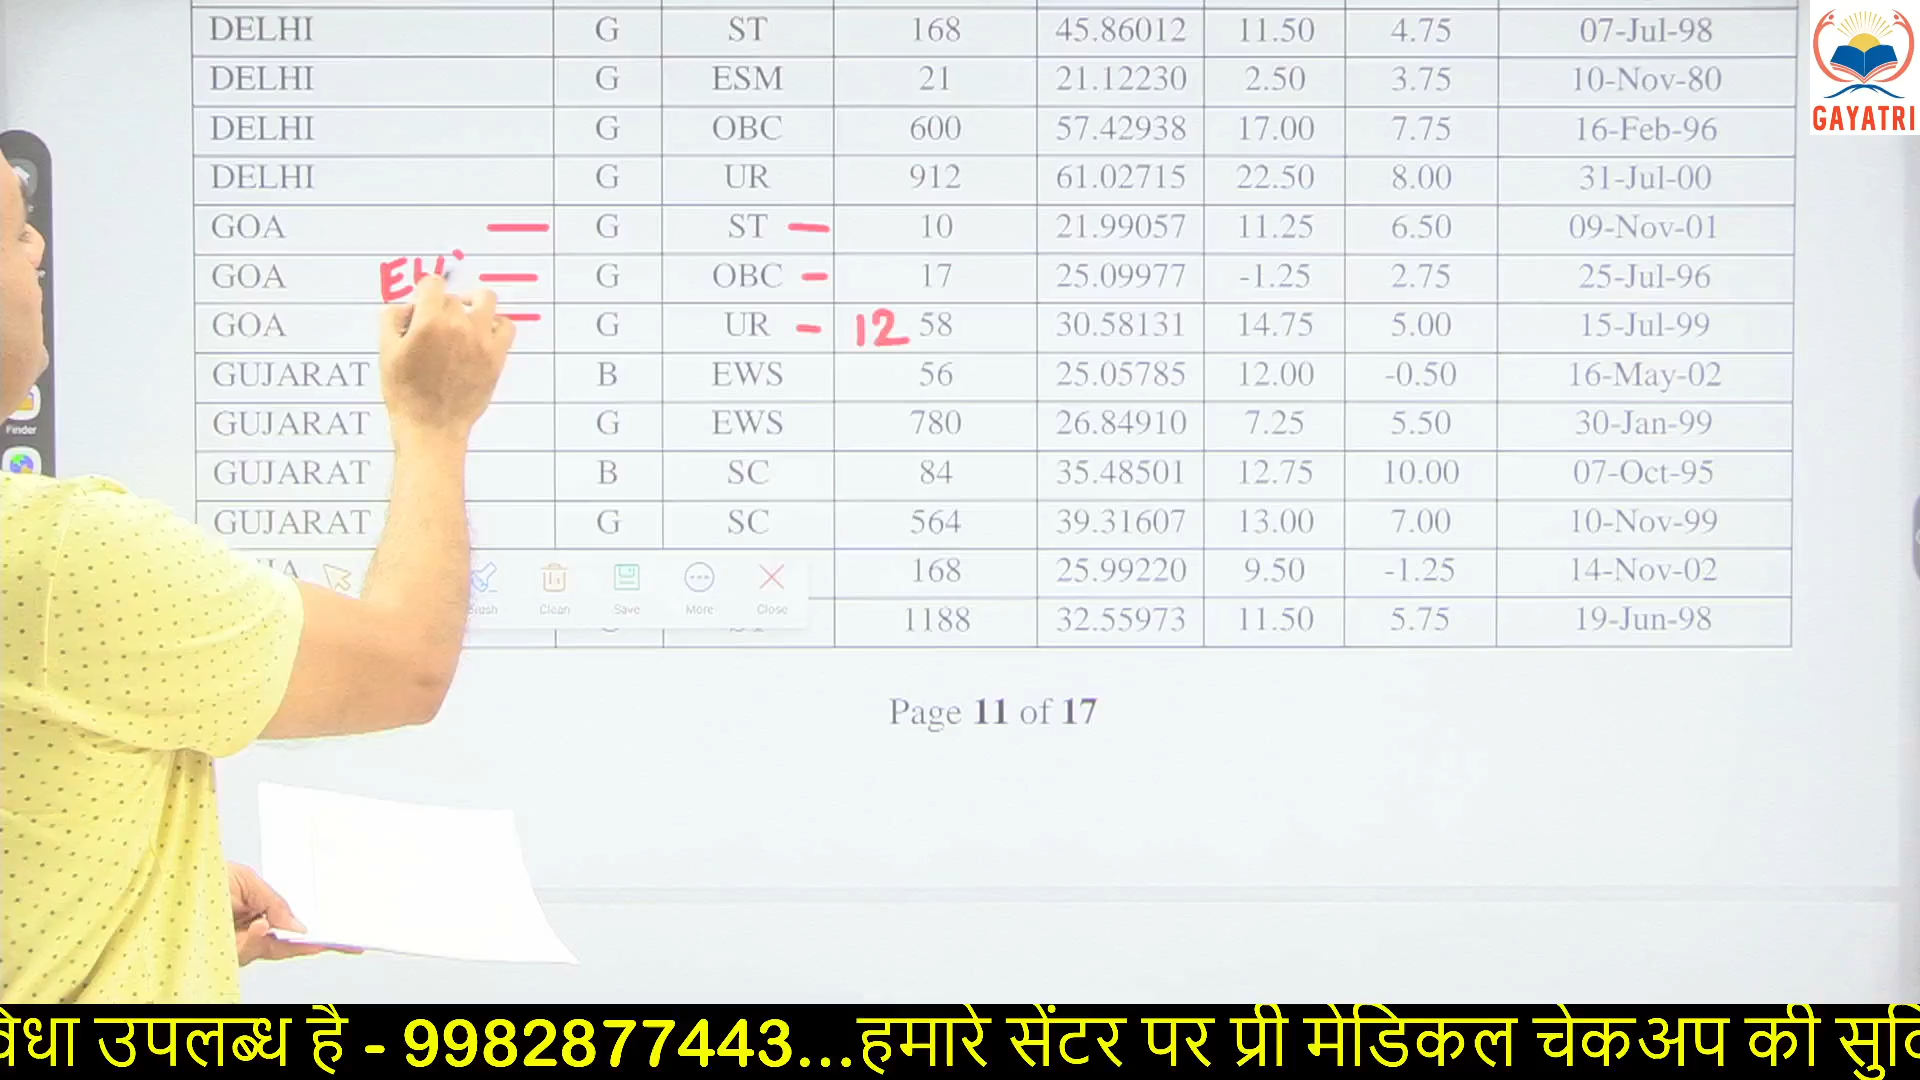 DELHI G ST 168 45.86012 11.50 4.75 07-Jul-98
DELHI G ESM 21 21.12230 2.50 3.75 10-Nov-80
DELHI G OBC 600 57.42938 17.00 7.75 16-Feb-96
DELHI G UR 912 61.02715 22.50 8.00 31-Jul-00
GOA G ST 10 21.99057 11.25 6.50 09-Nov-01
GOA G OBC 17 25.09977 -1.25 2.75 25-Jul-96
GOA G UR - 12 58 30.58131 14.75 5.00 15-Jul-99
GUJARAT B EWS 56 25.05785 12.00 -0.50 16-May-02
GUJARAT G EWS 780 26.84910 7.25 5.50 30-Jan-99
GUJARAT B SC 84 35.48501 12.75 10.00 07-Oct-95
GUJARAT G SC 564 39.31607 13.00 7.00 10-Nov-99
168 25.99220 9.50 -1.25 14-Nov-02
1188 32.55973 11.50 5.75 19-Jun-98
Clean Save More Close
Page 11 of 17
Finder
GAYATRI
उपलब्ध है - 9982877443...हमारे सेंटर पर प्री मेडिकल चेकअप की